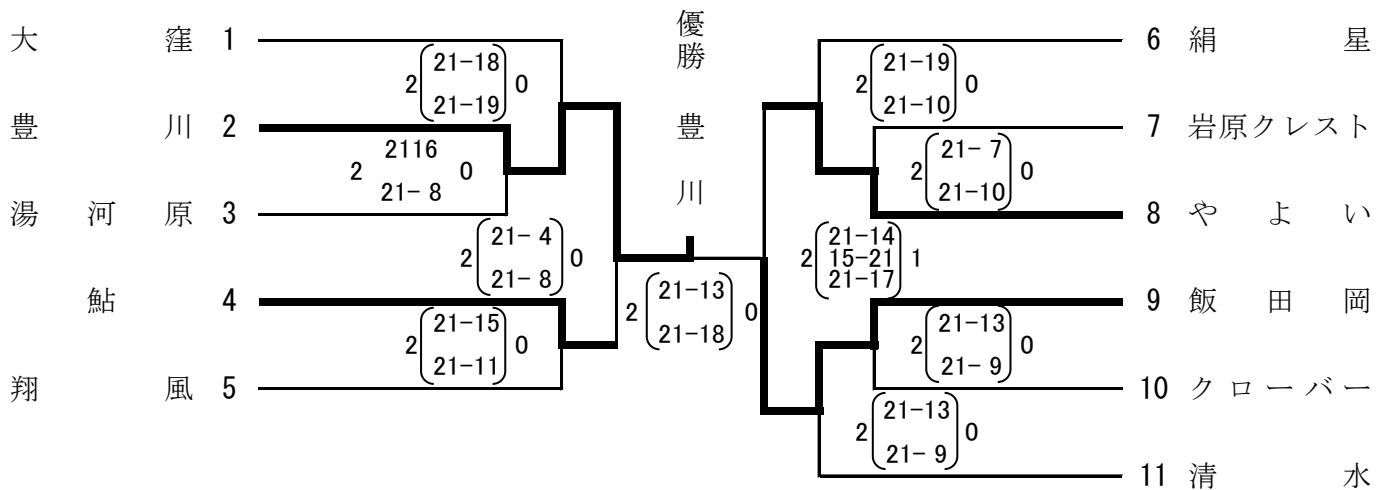 優勝 豊川
大窪 1
2 21-18 0
21-19
豊川 2
2 2116 0
21- 8
湯河原 3
2 21- 4 0
21- 8
鮎 4
2 21-15 0
21-11
翔風 5
2 21-13 0
21-18
6 絹星
2 21-19 0
21-10
7 岩原クレスト
2 21- 7 0
21-10
8 やよい
2 21-14 1
15-21
21-17
9 飯田岡
2 21-13 0
21- 9
10 クローバー
2 21-13 0
21- 9
11 清水